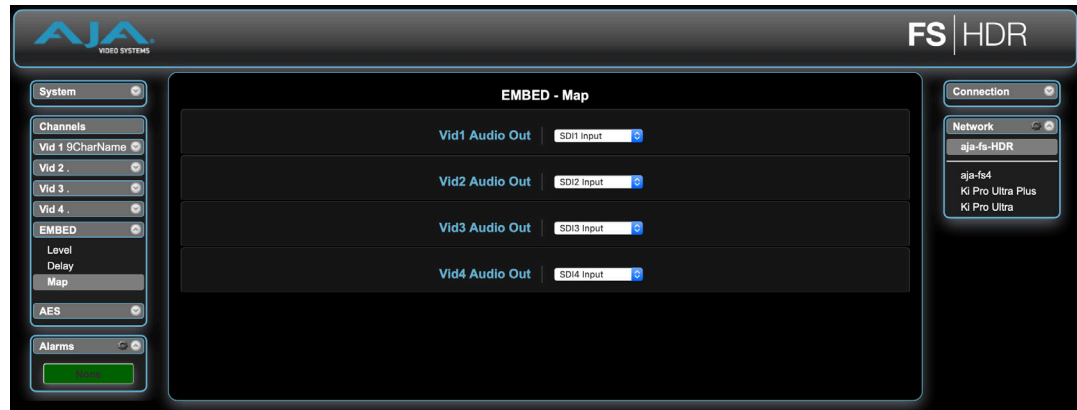 AJA
VIDEO SYSTEMS
FS|HDR
System
Channels
Vid 1 9CharName
Vid 2 .
Vid 3 .
Vid 4 .
EMBED
Level
Delay
Map
AES
Alarms
None
EMBED - Map
Vid1 Audio Out SDI1 Input
Vid2 Audio Out SDI2 Input
Vid3 Audio Out SDI3 Input
Vid4 Audio Out SDI4 Input
Connection
Network
aja-fs-HDR
aja-fs4
Ki Pro Ultra Plus
Ki Pro Ultra